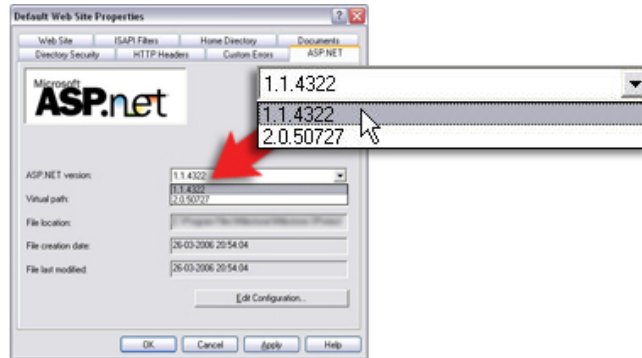 Default Web Site Properties
Web Site ISAPI Filters Home Directory Documents
Directory Security HTTP Headers Custom Errors ASP.NET
Microsoft
ASP.net
1.1.4322
1.1.4322
2.0.50727
ASP.NET version: 1.1.4322
1.1.4322
Virtual path: 2.0.50727
File location:
File creation date: 26-03-2006 20:54:04
File last modified: 26-03-2006 20:54:04
Edit Configuration...
OK Cancel Apply Help